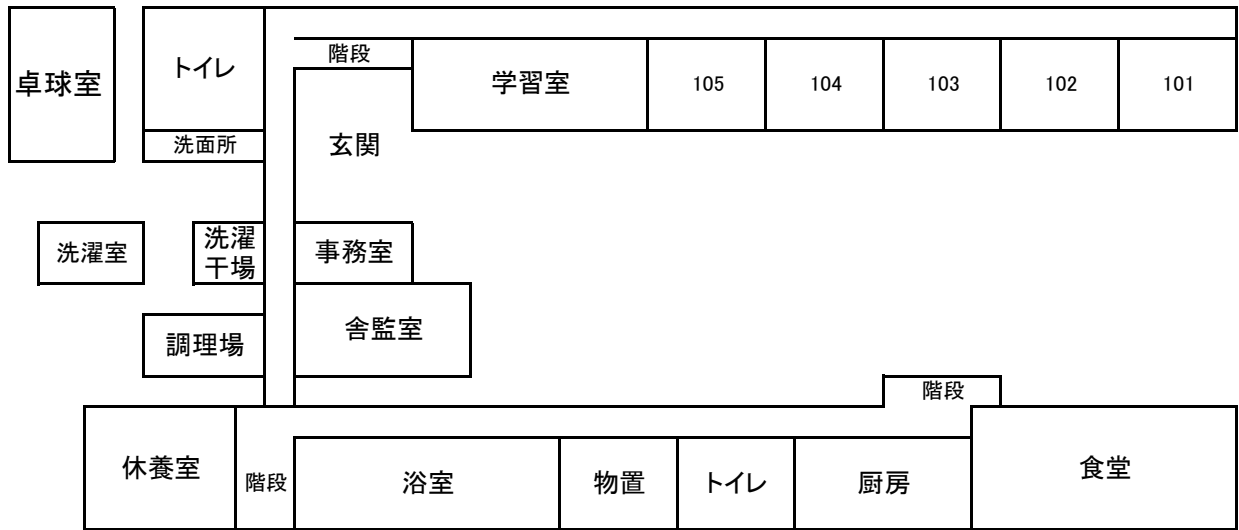 卓球室
トイレ
洗面所
階段
玄関
学習室
105
104
103
102
101
洗濯室
洗濯
干場
事務室
調理場
舎監室
階段
休養室
階段
浴室
物置
トイレ
厨房
食堂